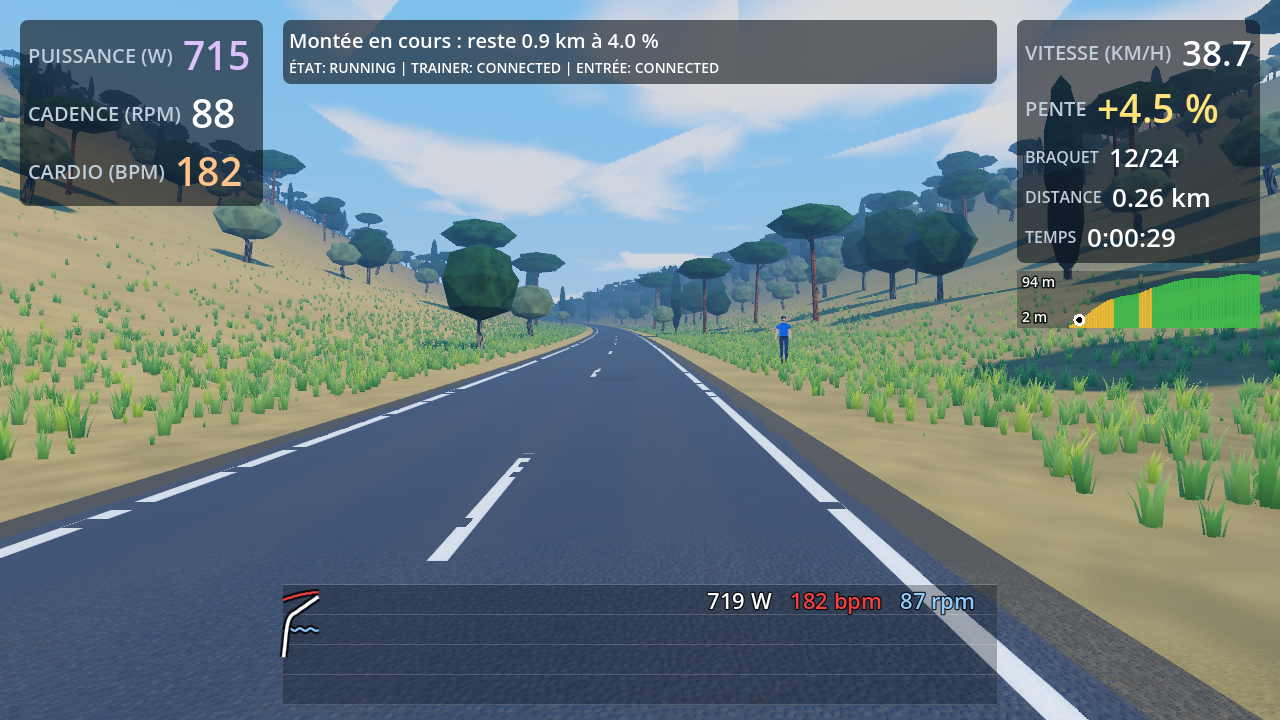 PUISSANCE (W) 715
CADENCE (RPM) 88
CARDIO (BPM) 182
Montée en cours : reste 0.9 km à 4.0 %
ÉTAT: RUNNING | TRAINER: CONNECTED | ENTRÉE: CONNECTED
VITESSE (KM/H) 38.7
PENTE +4.5 %
BRAQUET 12/24
DISTANCE 0.26 km
TEMPS 0:00:29
94 m
2 m
719 W 182 bpm 87 rpm